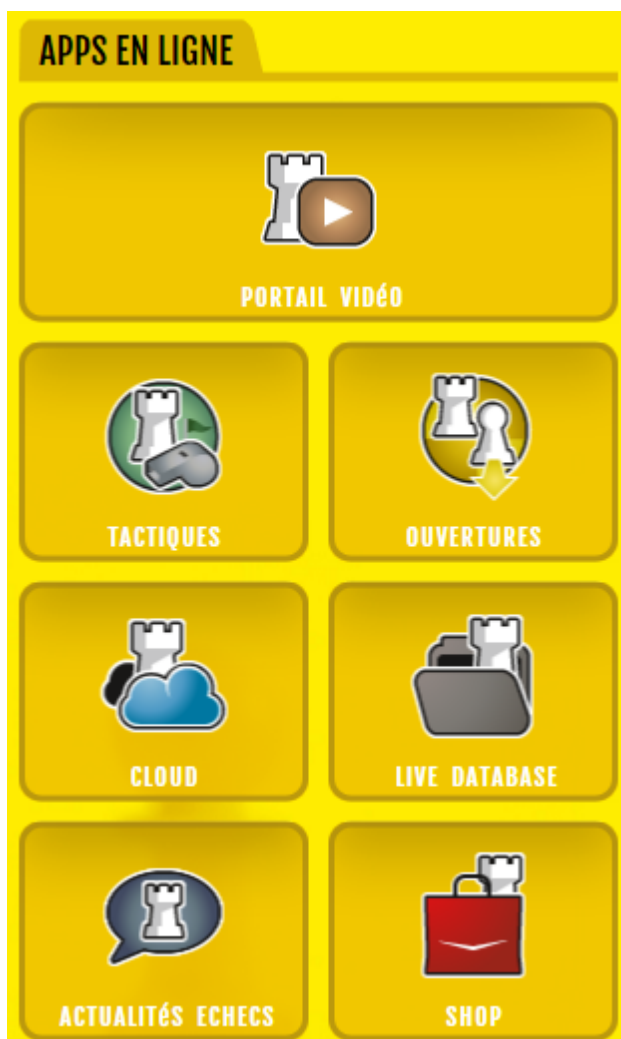 APPS EN LIGNE
PORTAIL VIDéO
TACTIQUES
OUVERTURES
CLOUD
LIVE DATABASE
ACTUALITéS ECHECS
SHOP